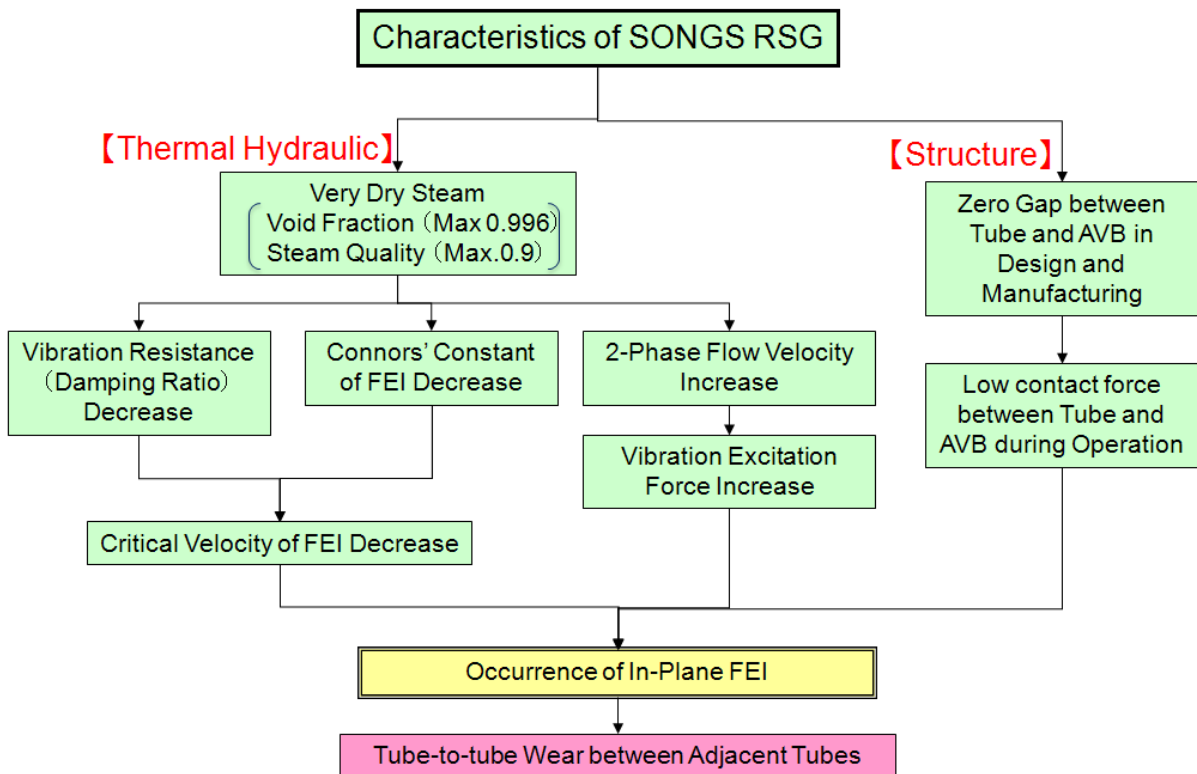 Characteristics of SONGS RSG
【Thermal Hydraulic】
【Structure】
Very Dry Steam
Void Fraction（Max 0.996)
Steam Quality（Max.0.9）
Zero Gap between
Tube and AVB in
Design and
Manufacturing
Vibration Resistance
（Damping Ratio）
Decrease
Connors’ Constant
of FEI Decrease
2-Phase Flow Velocity
Increase
Low contact force
between Tube and
AVB during Operation
Vibration Excitation
Force Increase
Critical Velocity of FEI Decrease
Occurrence of In-Plane FEI
Tube-to-tube Wear between Adjacent Tubes